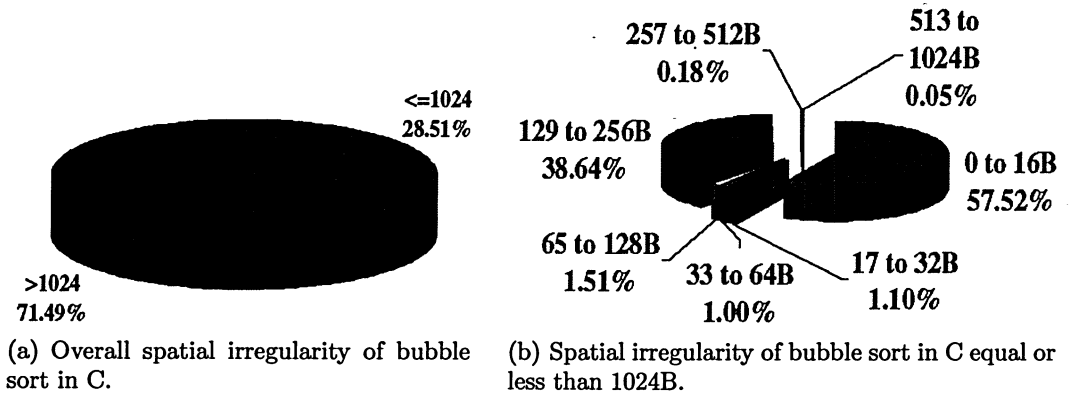 <=1024
28.51%
>1024
71.49%
(a) Overall spatial irregularity of bubble
sort in C.
257 to 512B
0.18%
513 to
1024B
0.05%
129 to 256B
38.64%
0 to 16B
57.52%
65 to 128B
1.51%
33 to 64B
1.00%
17 to 32B
1.10%
(b) Spatial irregularity of bubble sort in C equal or
less than 1024B.